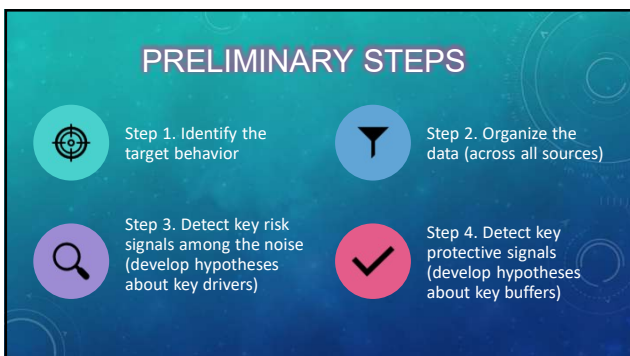 PRELIMINARY STEPS
Step 1. Identify the
target behavior
Step 2. Organize the
data (across all sources)
Step 3. Detect key risk
signals among the noise
(develop hypotheses
about key drivers)
Step 4. Detect key
protective signals
(develop hypotheses
about key buffers)